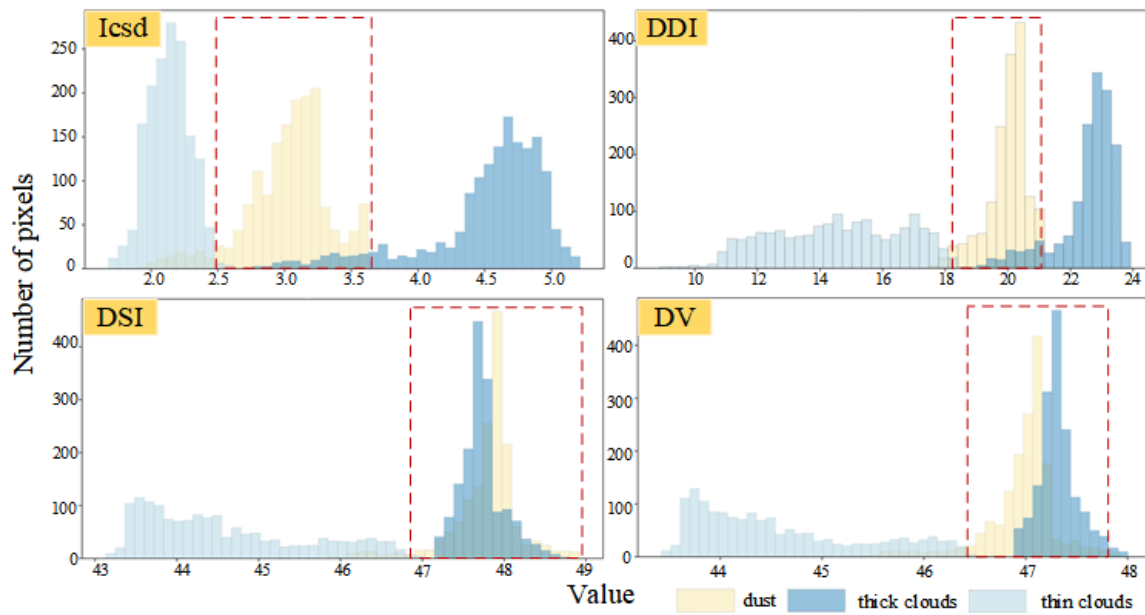 Icsd
250
200
150
100
50
0
2.0 2.5 3.0 3.5 4.0 4.5 5.0
DDI
400
300
200
100
0
10 12 14 16 18 20 22 24
Number of pixels
DSI
400
300
200
100
0
43 44 45 46 47 48 49
DV
400
300
200
100
0
44 45 46 47 48
Value
dust thick clouds thin clouds